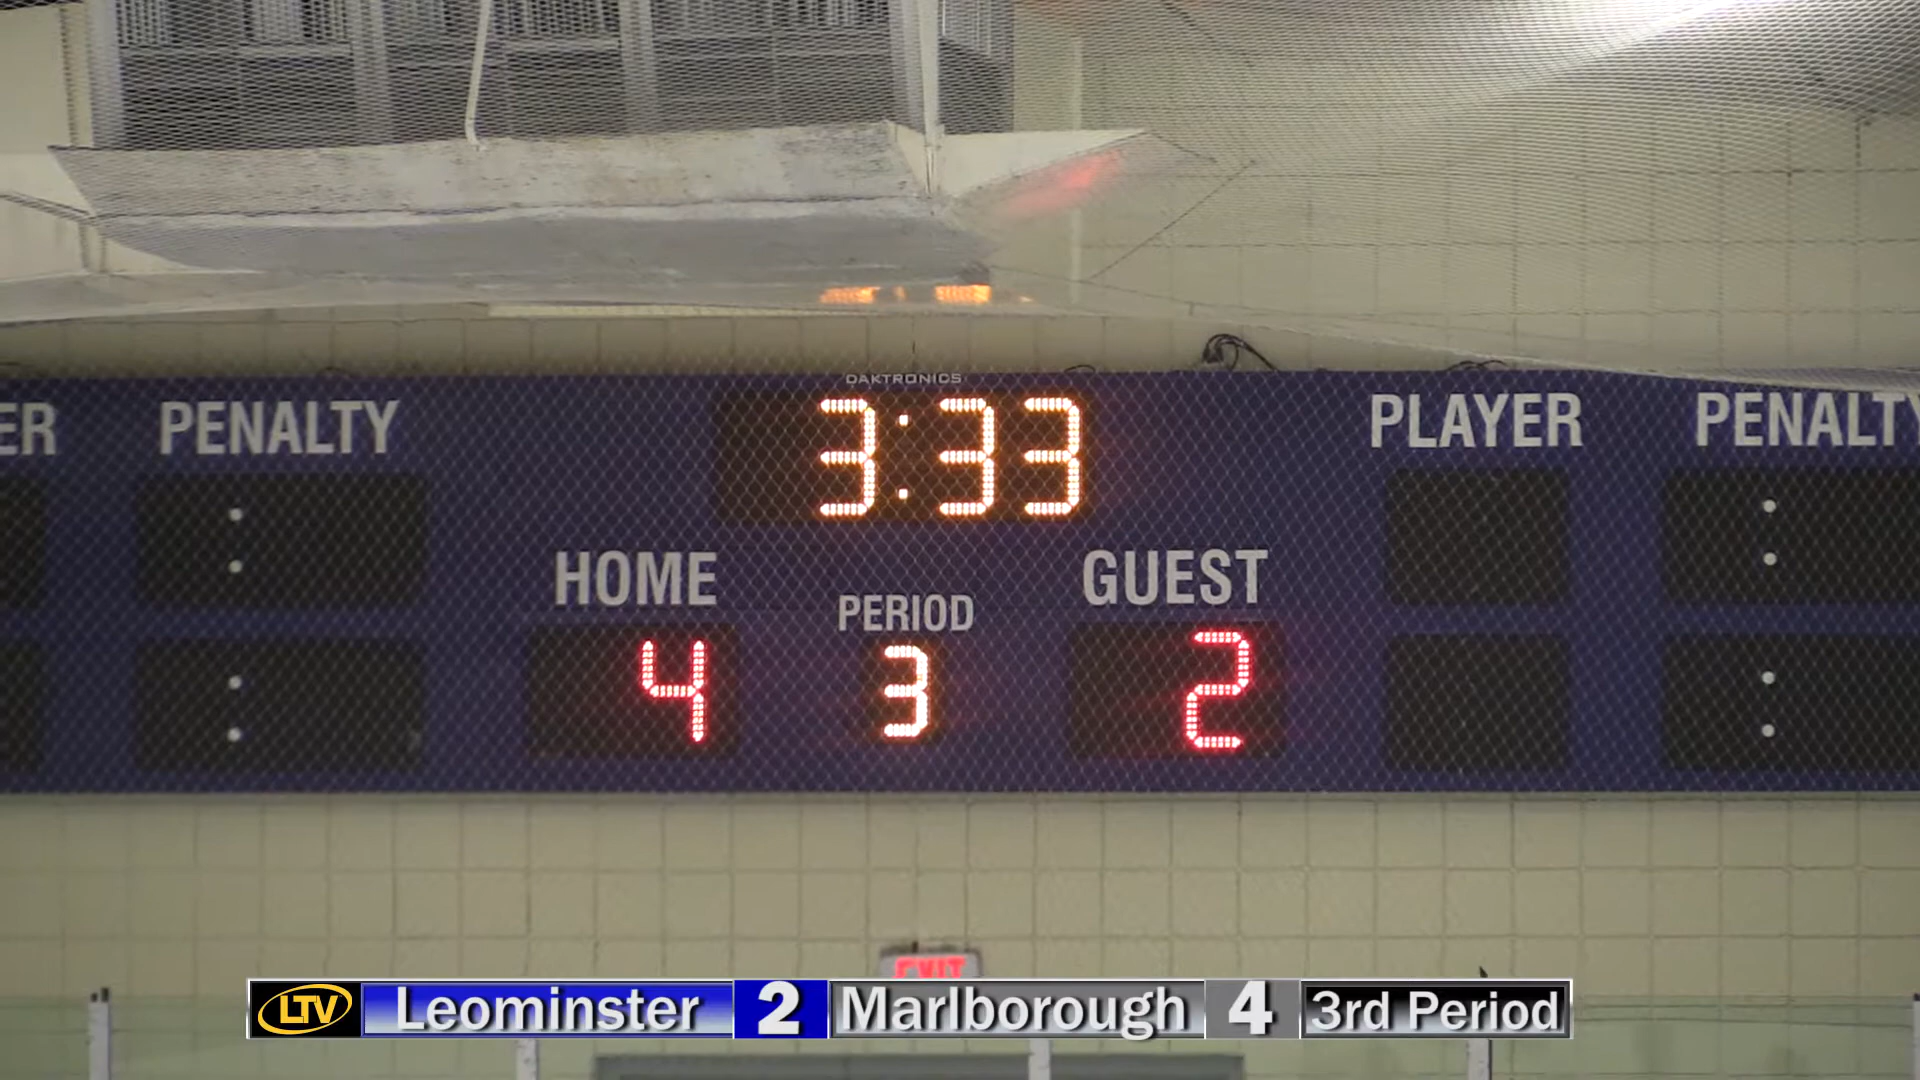 DAKTRONICS
3:33
ER PENALTY
PLAYER PENALTY
HOME
GUEST
PERIOD
4 3 2
EXIT
LTV Leominster 2 Marlborough 4 3rd Period